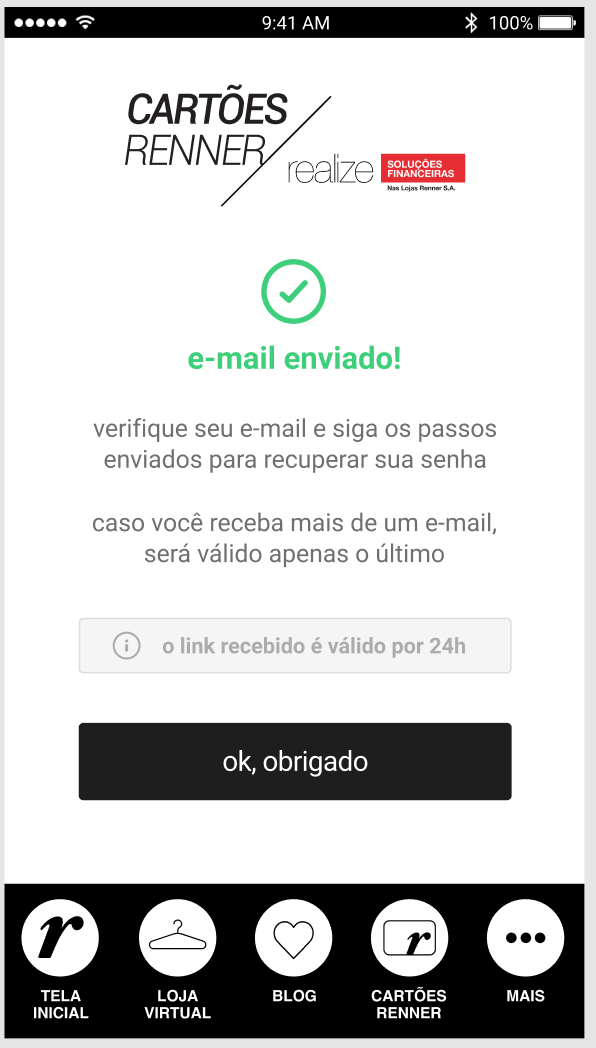 9:41 AM 100%
CARTÕES
RENNER
realize SOLUÇÕES
FINANCEIRAS
Nas Lojas Renner S.A.
e-mail enviado!
verifique seu e-mail e siga os passos
enviados para recuperar sua senha
caso você receba mais de um e-mail,
será válido apenas o último
o link recebido é válido por 24h
ok, obrigado
r
r
TELA
INICIAL
LOJA
VIRTUAL
BLOG
CARTÕES
RENNER
MAIS